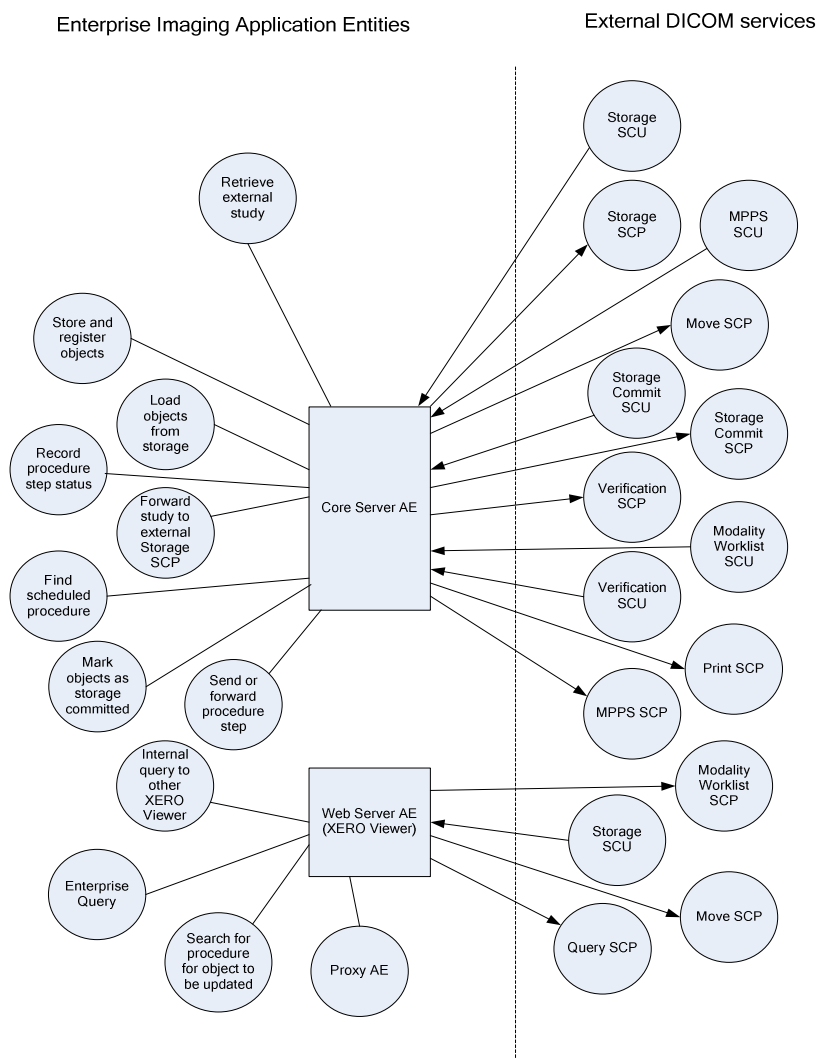 Enterprise Imaging Application Entities
External DICOM services
Storage
SCU
Retrieve
external
study
Storage
SCP
MPPS
SCU
Store and
register
objects
Move SCP
Load
objects
from
storage
Storage
Commit
SCU
Storage
Commit
SCP
Record
procedure
step status
Forward
study to
external
Storage
SCP
Core Server AE
Verification
SCP
Modality
Worklist
SCU
Find
scheduled
procedure
Verification
SCU
Mark
objects as
storage
committed
Send or
forward
procedure
step
Print SCP
MPPS SCP
Internal
query to
other
XERO
Viewer
Web Server AE
(XERO Viewer)
Modality
Worklist
SCP
Storage
SCU
Enterprise
Query
Search for
procedure
for object to
be updated
Proxy AE
Query SCP
Move SCP